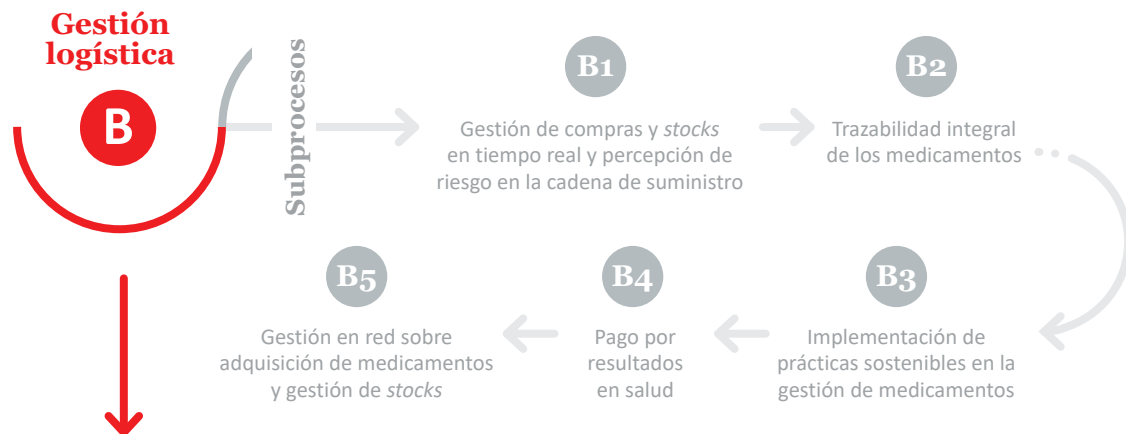 Gestión
logística
B
Subprocesos
B1
Gestión de compras y stocks
en tiempo real y percepción de
riesgo en la cadena de suministro
B2
Trazabilidad integral
de los medicamentos
B3
Implementación de
prácticas sostenibles en la
gestión de medicamentos
B4
Pago por
resultados
en salud
B5
Gestión en red sobre
adquisición de medicamentos
y gestión de stocks